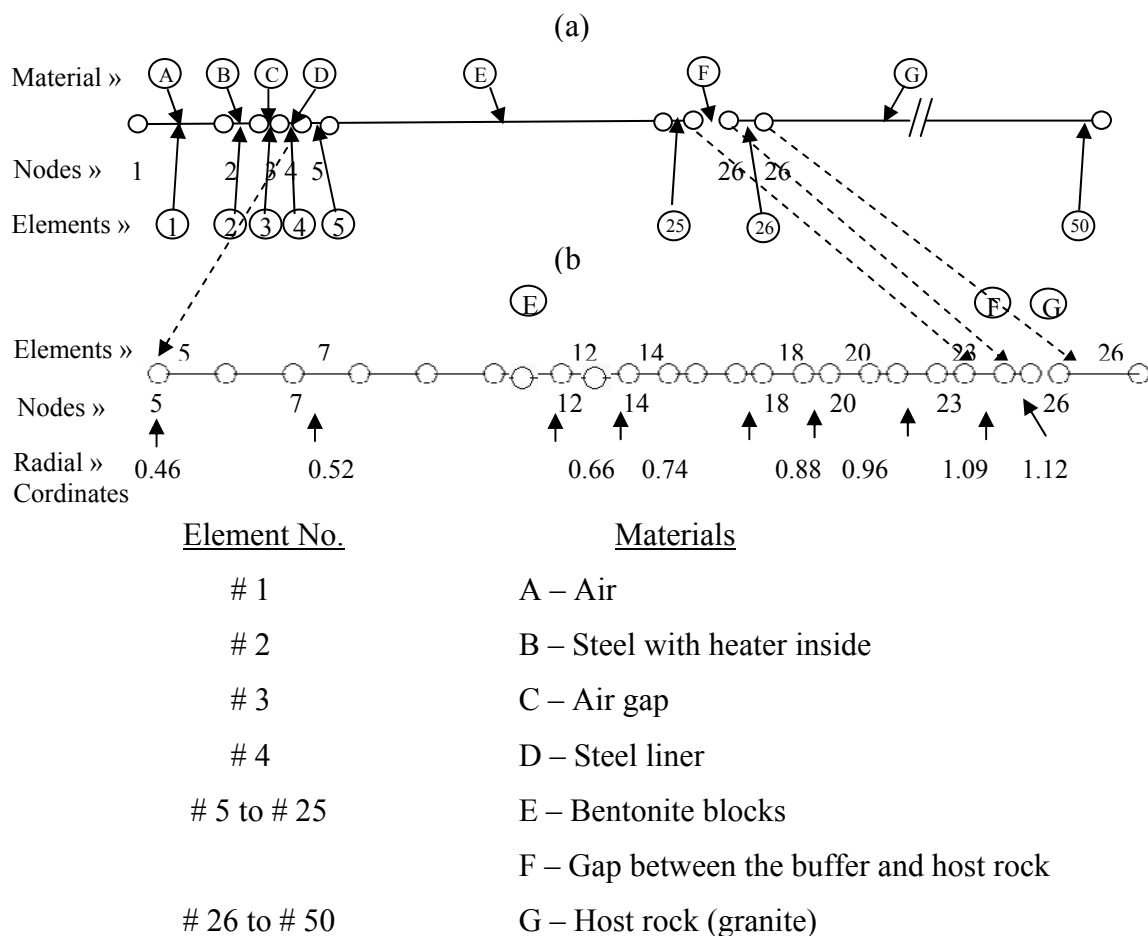 (a)
Material » A B C D E F G
Nodes » 1 2 3 4 5 26 26
Elements » 1 2 3 4 5 25 26 50
(b
E F G
Elements » 5 7 12 14 18 20 23 26
Nodes » 5 7 12 14 18 20 23 26
Radial » 0.46 0.52 0.66 0.74 0.88 0.96 1.09 1.12
Cordinates
Element No. Materials
# 1 A – Air
# 2 B – Steel with heater inside
# 3 C – Air gap
# 4 D – Steel liner
# 5 to # 25 E – Bentonite blocks
F – Gap between the buffer and host rock
# 26 to # 50 G – Host rock (granite)